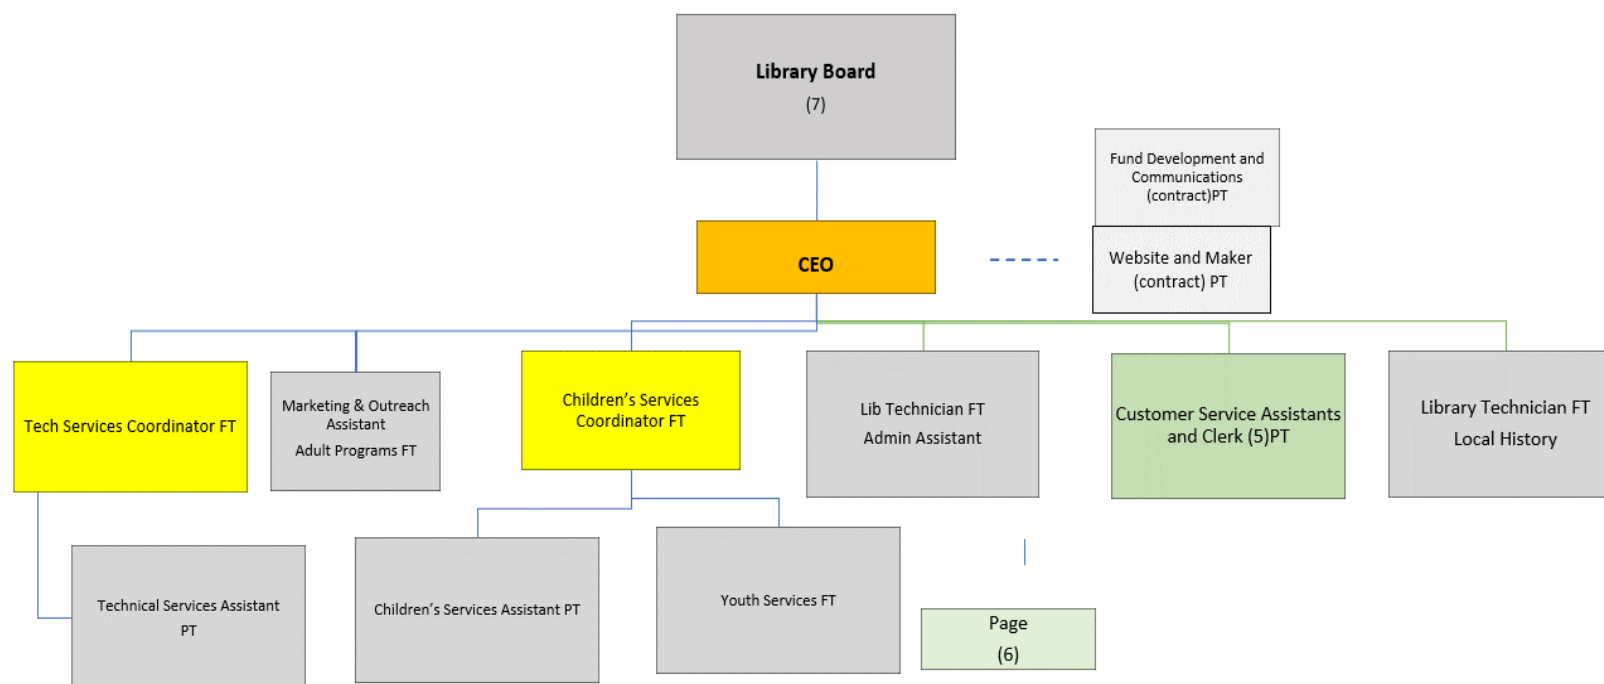 Library Board
(7)
Fund Development and
Communications
(contract)PT
CEO
Website and Maker
(contract) PT
Tech Services Coordinator FT
Marketing & Outreach
Assistant
Adult Programs FT
Children’s Services
Coordinator FT
Lib Technician FT
Admin Assistant
Customer Service Assistants
and Clerk (5)PT
Library Technician FT
Local History
Technical Services Assistant
PT
Children’s Services Assistant PT
Youth Services FT
Page
(6)